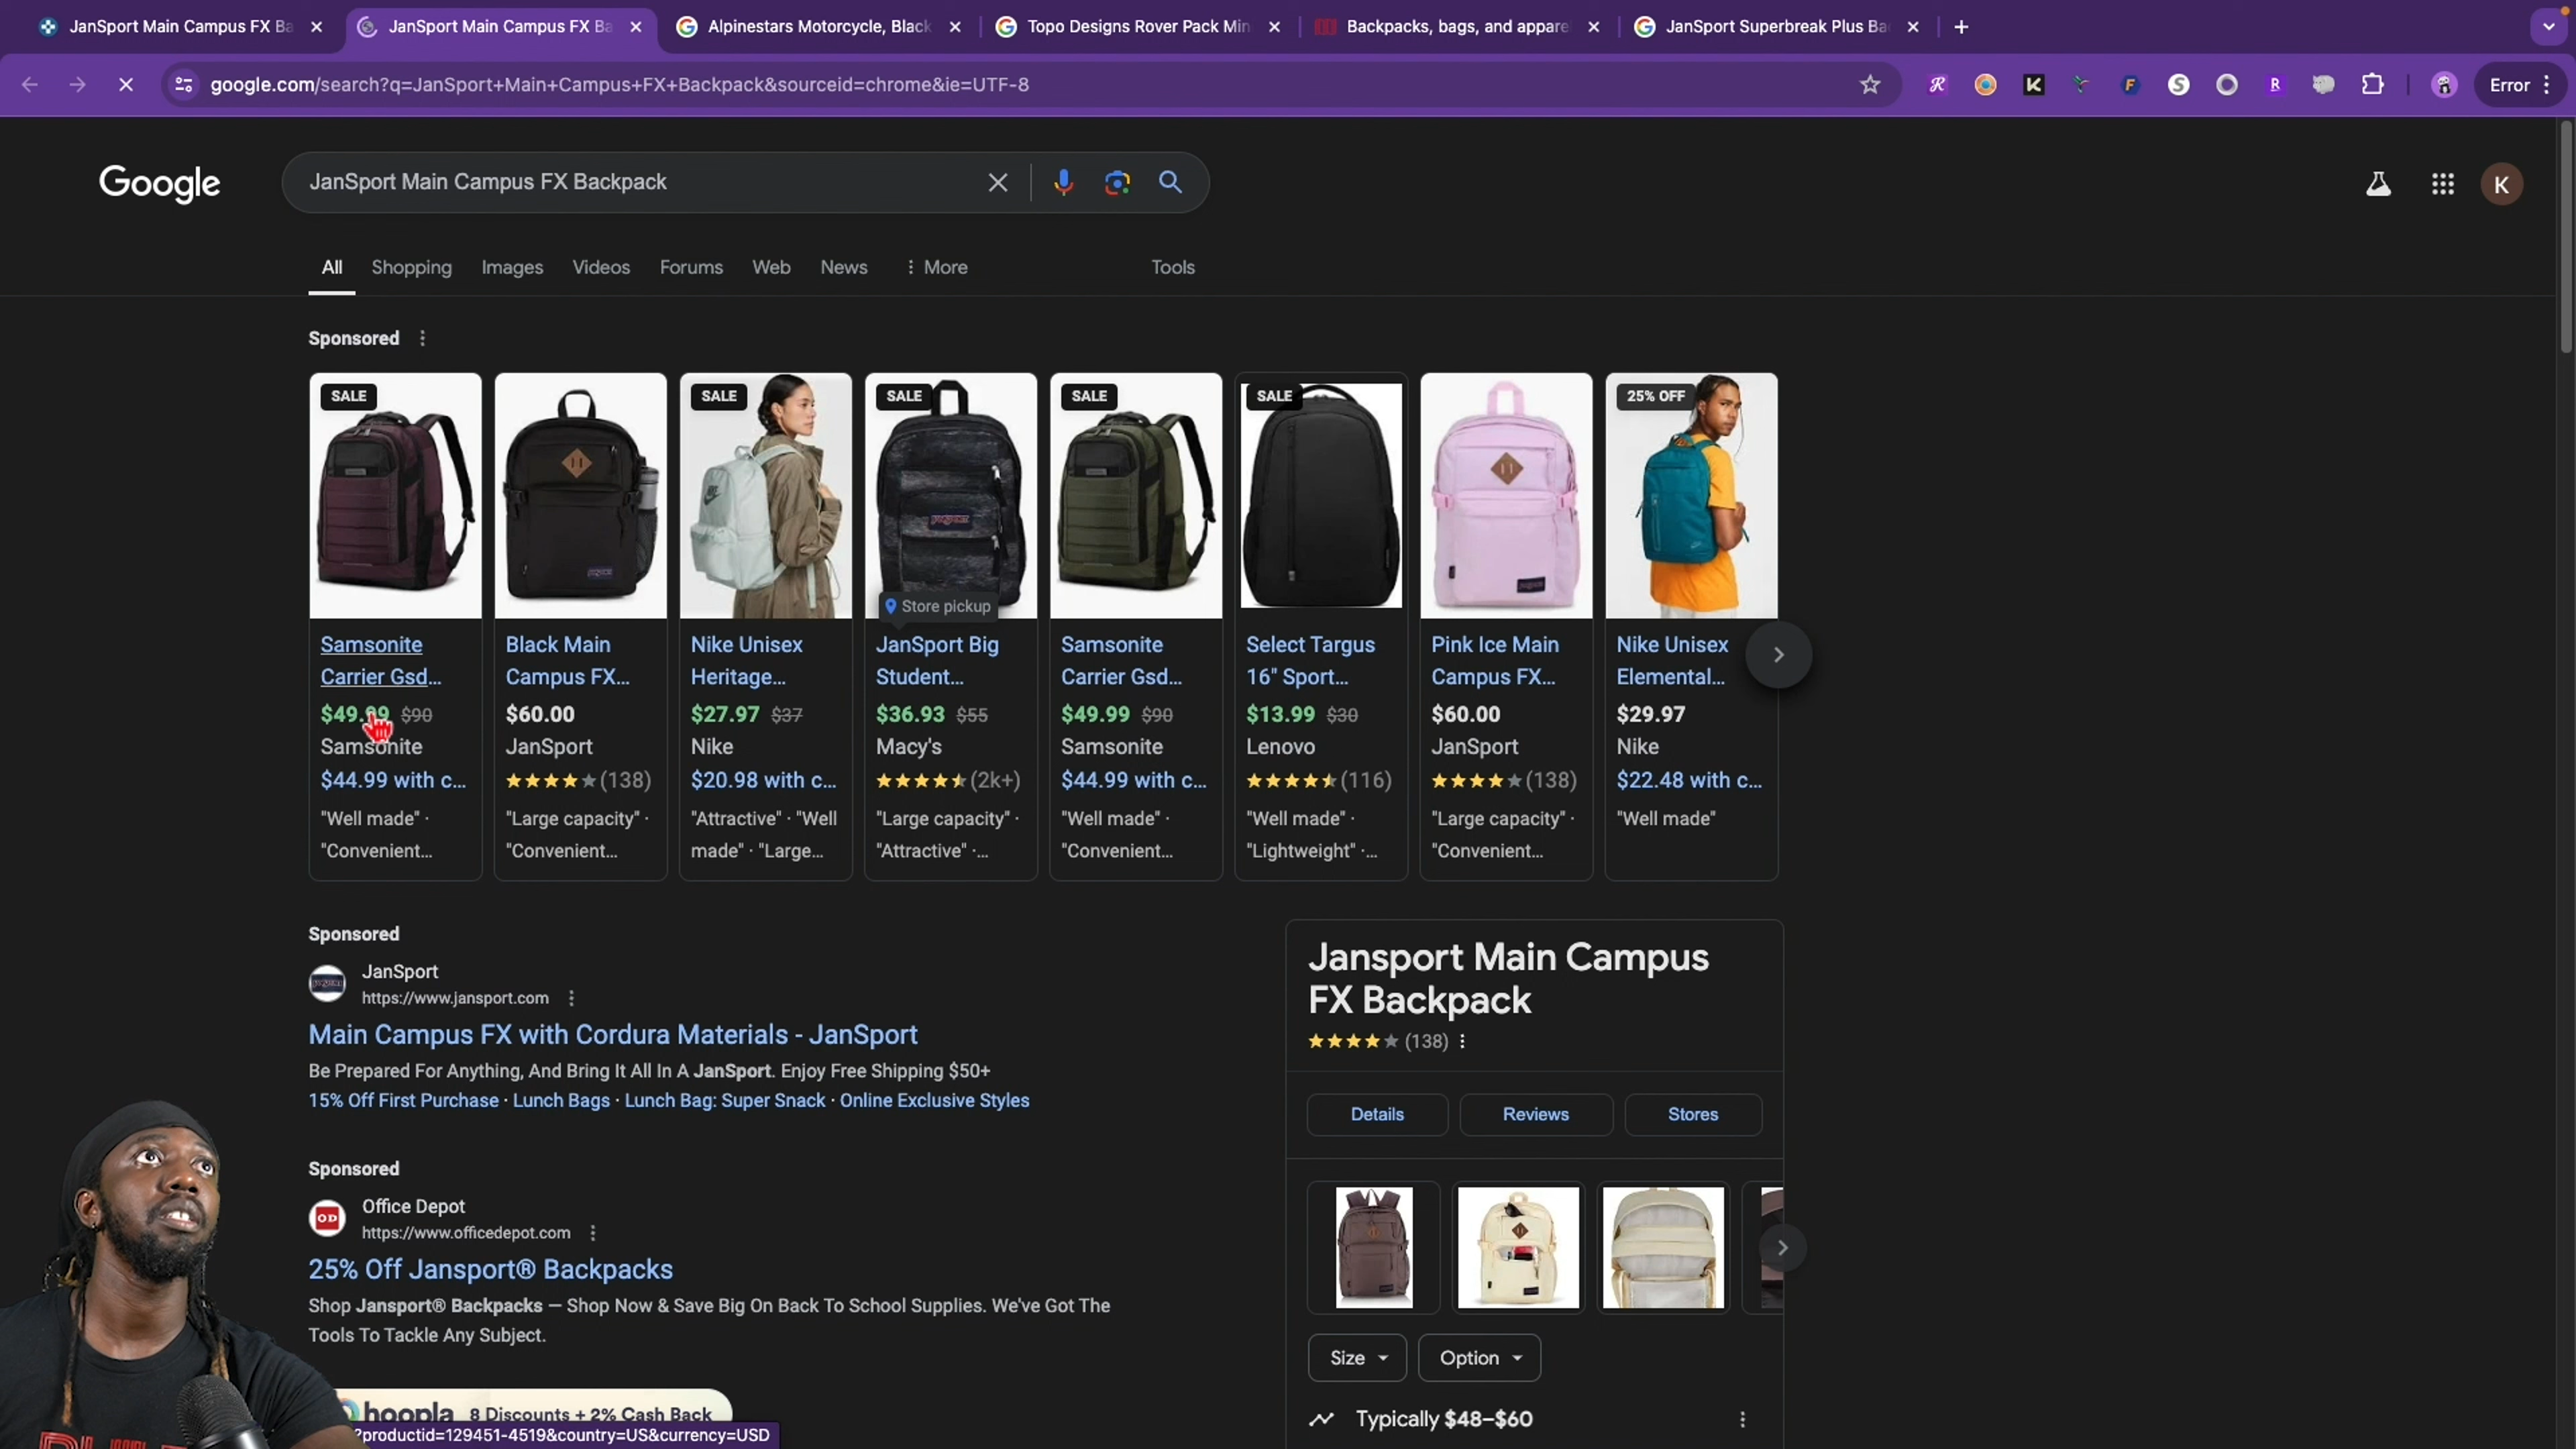 JanSport Main Campus FX Ba
JanSport Main Campus FX Ba
Alpinestars Motorcycle, Black
Topo Designs Rover Pack Min
Backpacks, bags, and appare
JanSport Superbreak Plus Ba
google.com/search?q=JanSport+Main+Campus+FX+Backpack&sourceid=chrome&ie=UTF-8
Error
Google
JanSport Main Campus FX Backpack
K
All Shopping Images Videos Forums Web News More Tools
Sponsored
SALE
SALE
SALE
SALE
SALE
25% OFF
Store pickup
Samsonite
Carrier Gsd...
$49.99 $90
Samsonite
$44.99 with c...
"Well made" ·
"Convenient...
Black Main
Campus FX...
$60.00
JanSport
(138)
"Large capacity" ·
"Convenient...
Nike Unisex
Heritage...
$27.97 $37
Nike
$20.98 with c...
"Attractive" · "Well
made" · "Large...
JanSport Big
Student...
$36.93 $55
Macy's
(2k+)
"Large capacity" ·
"Attractive" ·...
Samsonite
Carrier Gsd...
$49.99 $90
Samsonite
$44.99 with c...
"Well made" ·
"Convenient...
Select Targus
16" Sport...
$13.99 $30
Lenovo
(116)
"Well made" ·
"Lightweight" ·...
Pink Ice Main
Campus FX...
$60.00
JanSport
(138)
"Large capacity" ·
"Convenient...
Nike Unisex
Elemental...
$29.97
Nike
$22.48 with c...
"Well made"
Sponsored
JanSport
https://www.jansport.com
Main Campus FX with Cordura Materials - JanSport
Be Prepared For Anything, And Bring It All In A JanSport. Enjoy Free Shipping $50+
15% Off First Purchase · Lunch Bags · Lunch Bag: Super Snack · Online Exclusive Styles
Sponsored
OD
Office Depot
https://www.officedepot.com
25% Off Jansport® Backpacks
Shop Jansport® Backpacks — Shop Now & Save Big On Back To School Supplies. We've Got The
Tools To Tackle Any Subject.
hoopla 8 Discounts + 2% Cash Back
?productid=129451-4519&country=US&currency=USD
Jansport Main Campus
FX Backpack
(138)
Details Reviews Stores
Size Option
Typically $48–$60